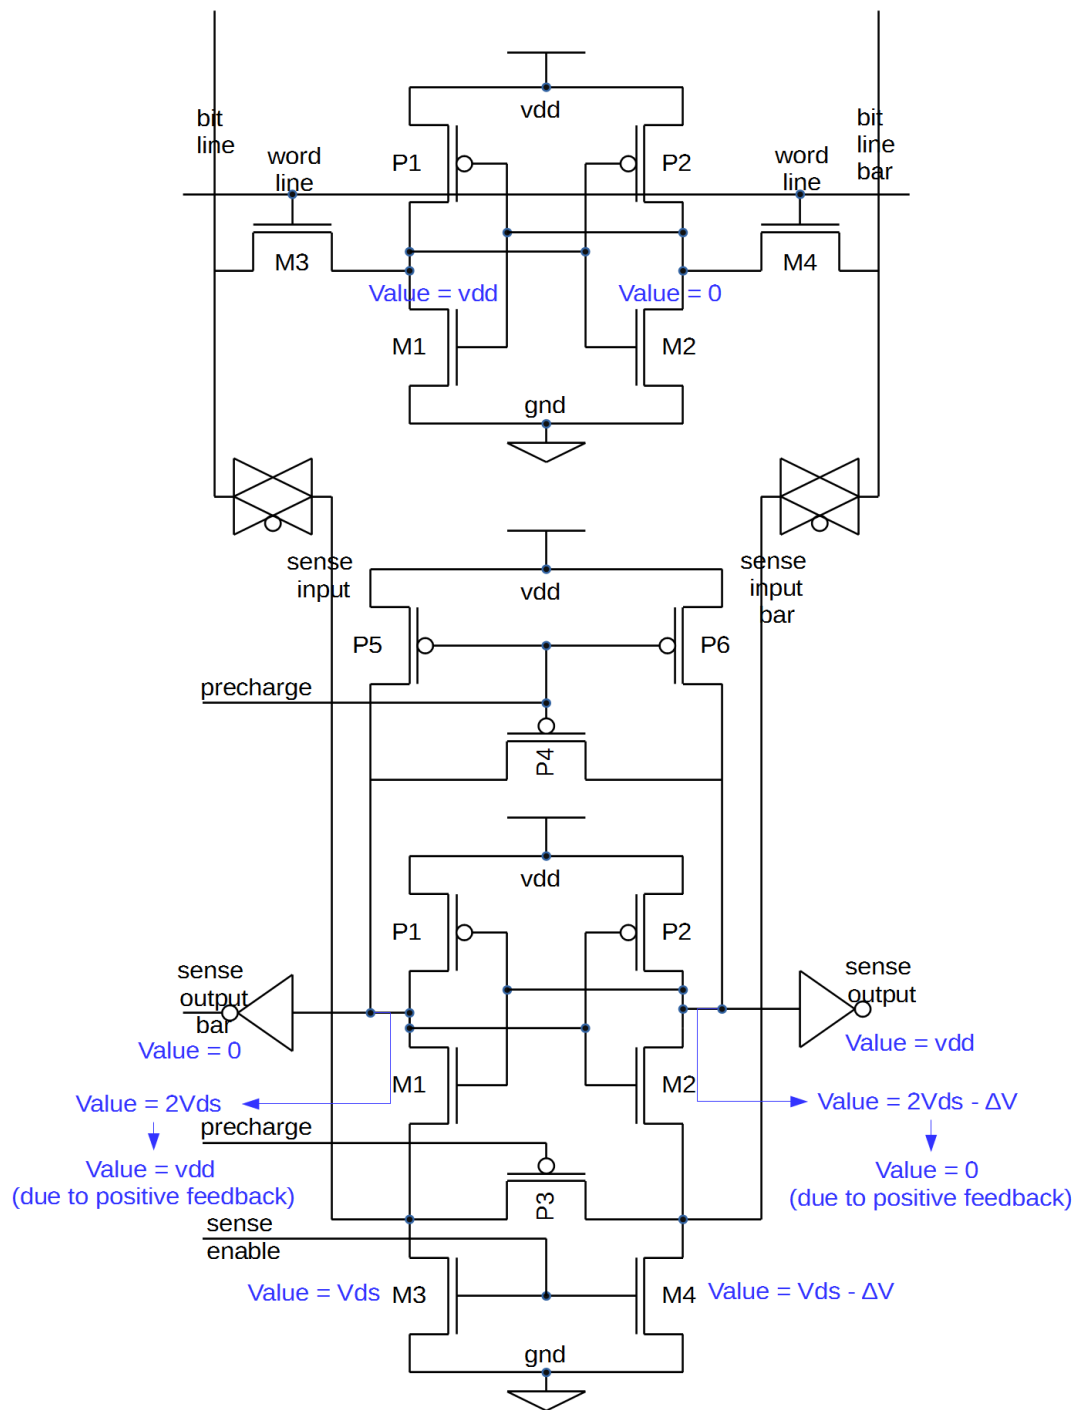 bit
line
bit
line
bar
vdd
word
line
word
line
P1
P2
M3
M4
Value = vdd
Value = 0
M1
M2
gnd
sense
input
sense
input
bar
vdd
P5
P6
precharge
P4
vdd
P1
P2
sense
output
bar
Value = 0
sense
output
Value = vdd
M1
M2
Value = 2Vds
Value = 2Vds - ΔV
precharge
Value = vdd
(due to positive feedback)
Value = 0
(due to positive feedback)
P3
sense
enable
Value = Vds
M3
M4
Value = Vds - ΔV
gnd